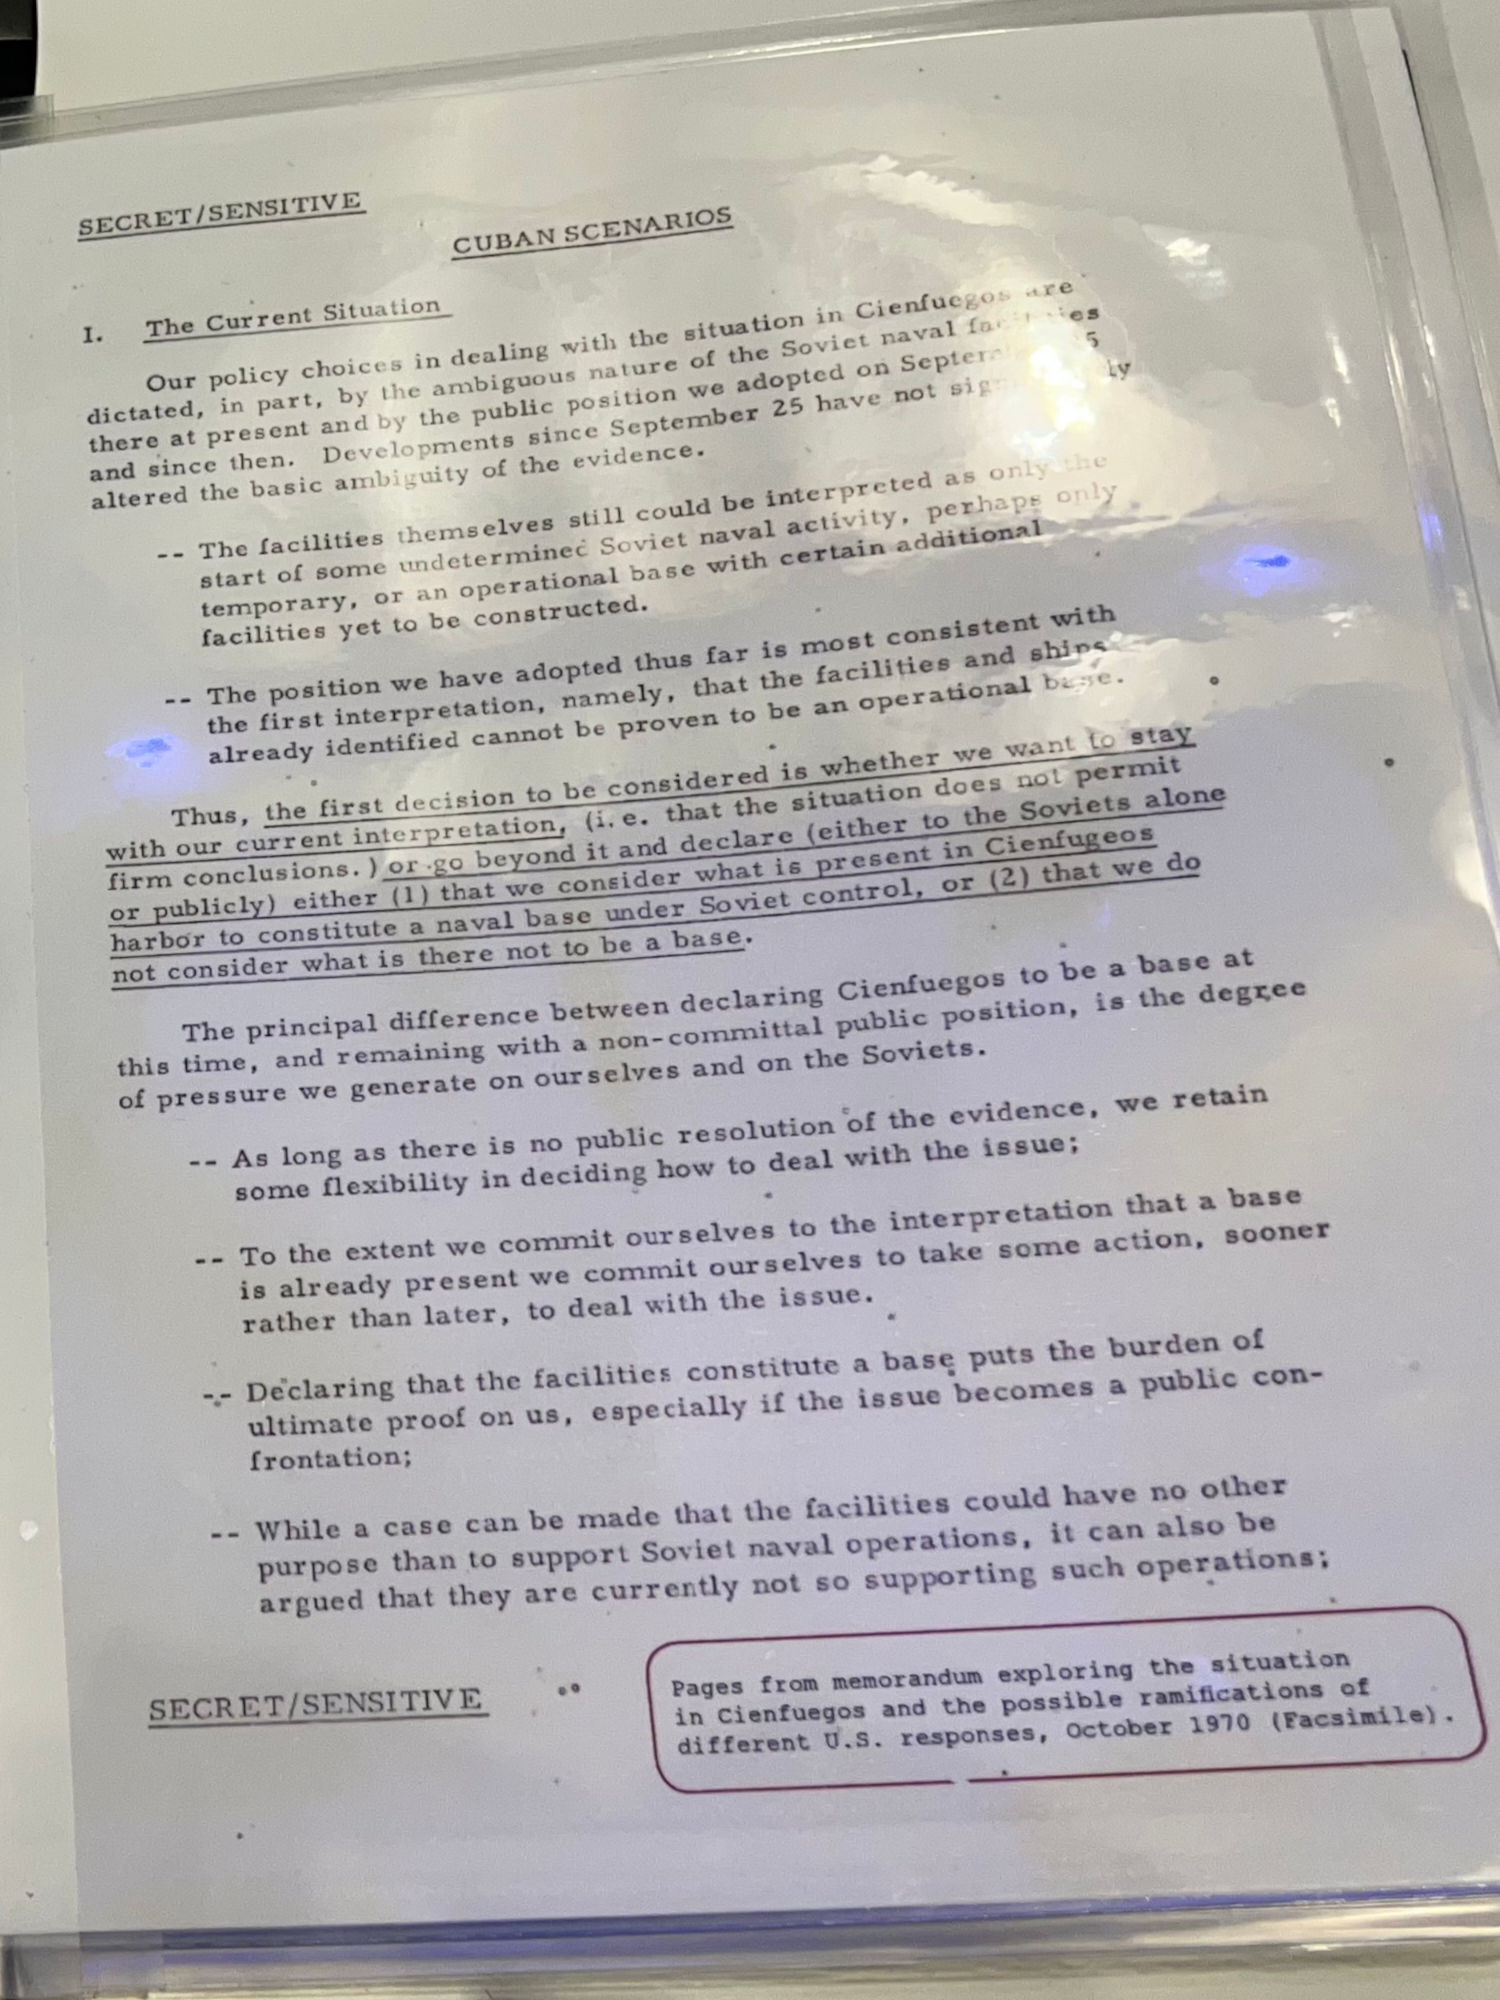 SECRET/SENSITIVE
CUBAN SCENARIOS
I. The Current Situation
Our policy choices in dealing with the situation in Cienfuegos are
dictated, in part, by the ambiguous nature of the Soviet naval
there at present and by the public position we adopted on
and since then. Developments since September 25 have not
altered the basic ambiguity of the evidence.
-- The facilities themselves still could be interpreted as only the
start of some undetermined Soviet naval activity, perhaps only
temporary, or an operational base with certain additional
facilities yet to be constructed.
-- The position we have adopted thus far is most consistent with
the first interpretation, namely, that the facilities and ships
already identified cannot be proven to be an operational base.
Thus, the first decision to be considered is whether we want to stay
with our current interpretation, (i.e. that the situation does not permit
firm conclusions.) or go beyond it and declare (either to the Soviets alone
or publicly) either (1) that we consider what is present in Cienfugeos
harbor to constitute a naval base under Soviet control, or (2) that we do
not consider what is there not to be a base.
The principal difference between declaring Cienfuegos to be a base at
this time, and remaining with a non-committal public position, is the degree
of pressure we generate on ourselves and on the Soviets.
-- As long as there is no public resolution of the evidence, we retain
some flexibility in deciding how to deal with the issue;
-- To the extent we commit ourselves to the interpretation that a base
is already present we commit ourselves to take some action, sooner
rather than later, to deal with the issue.
-- Declaring that the facilities constitute a base puts the burden of
ultimate proof on us, especially if the issue becomes a public con-
frontation;
-- While a case can be made that the facilities could have no other
purpose than to support Soviet naval operations, it can also be
argued that they are currently not so supporting such operations;
SECRET/SENSITIVE
Pages from memorandum exploring the situation
in Cienfuegos and the possible ramifications of
different U.S. responses, October 1970 (Facsimile).